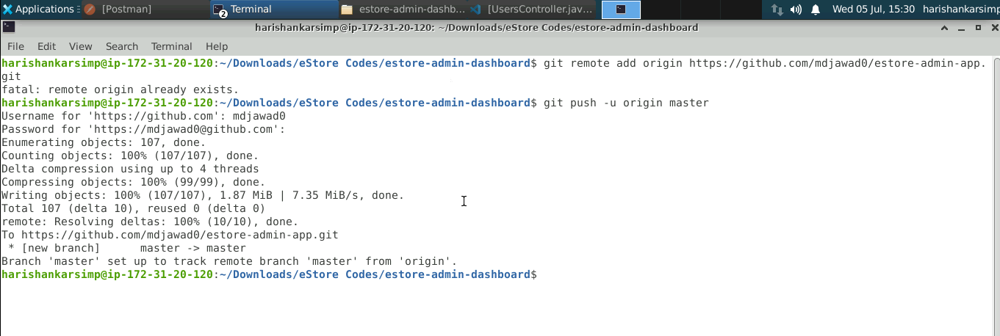 Applications
[Postman]
2
Terminal
estore-admin-dashb...
[UsersController.jav...
Wed 05 Jul, 15:30
harishankarsimp
harishankarsimp@ip-172-31-20-120: ~/Downloads/eStore Codes/estore-admin-dashboard
File Edit View Search Terminal Help
harishankarsimp@ip-172-31-20-120:~/Downloads/eStore Codes/estore-admin-dashboard$ git remote add origin https://github.com/mdjawad0/estore-admin-app.
git
fatal: remote origin already exists.
harishankarsimp@ip-172-31-20-120:~/Downloads/eStore Codes/estore-admin-dashboard$ git push -u origin master
Username for 'https://github.com': mdjawad0
Password for 'https://mdjawad0@github.com':
Enumerating objects: 107, done.
Counting objects: 100% (107/107), done.
Delta compression using up to 4 threads
Compressing objects: 100% (99/99), done.
Writing objects: 100% (107/107), 1.87 MiB | 7.35 MiB/s, done.
Total 107 (delta 10), reused 0 (delta 0)
remote: Resolving deltas: 100% (10/10), done.
To https://github.com/mdjawad0/estore-admin-app.git
 * [new branch]      master -> master
Branch 'master' set up to track remote branch 'master' from 'origin'.
harishankarsimp@ip-172-31-20-120:~/Downloads/eStore Codes/estore-admin-dashboard$